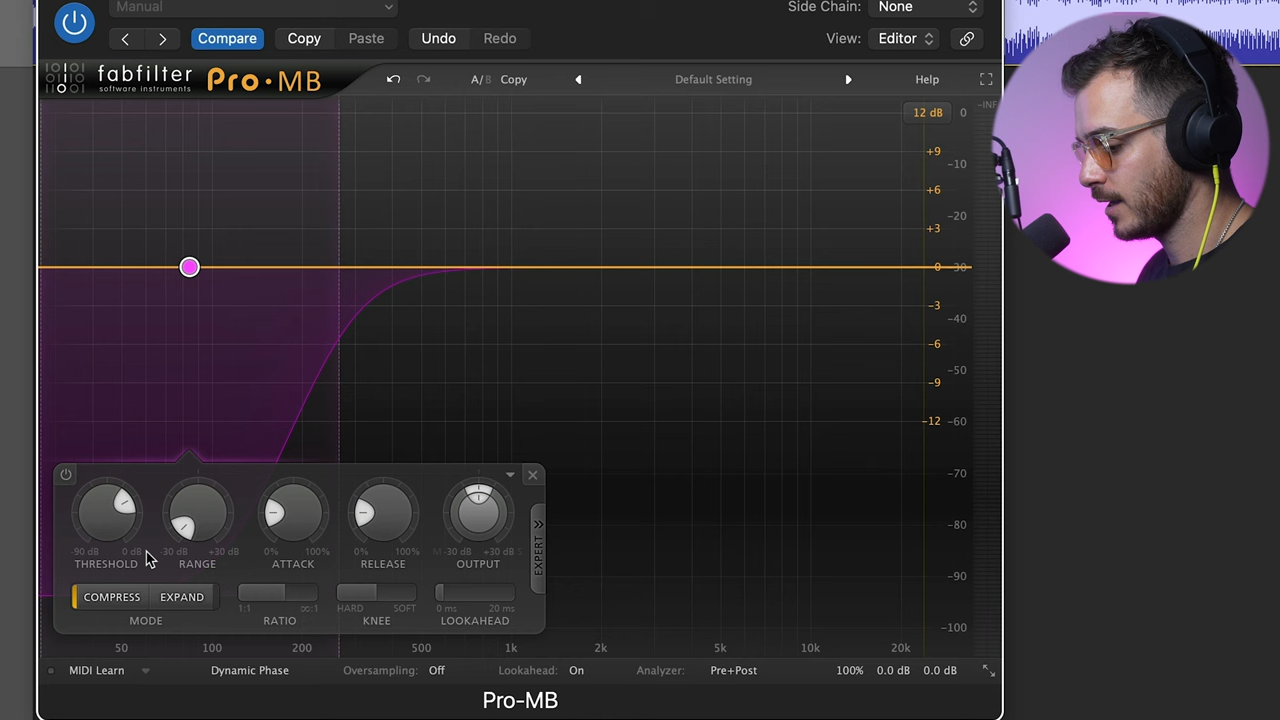 Manual
Side Chain: None
Compare Copy Paste Undo Redo View: Editor
fabfilter Pro·MB
software instruments
A/B Copy Default Setting Help
12 dB 0 -INF
+9
-10
+6
-20
+3
0 -30
-3
-40
-6
-50
-9
-12 -60
-70
-80
-90
-100
-90 dB 0 dB -30 dB +30 dB 0% 100% 0% 100% M -30 dB +30 dB S
THRESHOLD RANGE ATTACK RELEASE OUTPUT
EXPERT
COMPRESS EXPAND
1:1 ∞:1 HARD SOFT 0 ms 20 ms
MODE RATIO KNEE LOOKAHEAD
50 100 200 500 1k 2k 5k 10k 20k
MIDI Learn Dynamic Phase Oversampling: Off Lookahead: On Analyzer: Pre+Post 100% 0.0 dB 0.0 dB
Pro-MB